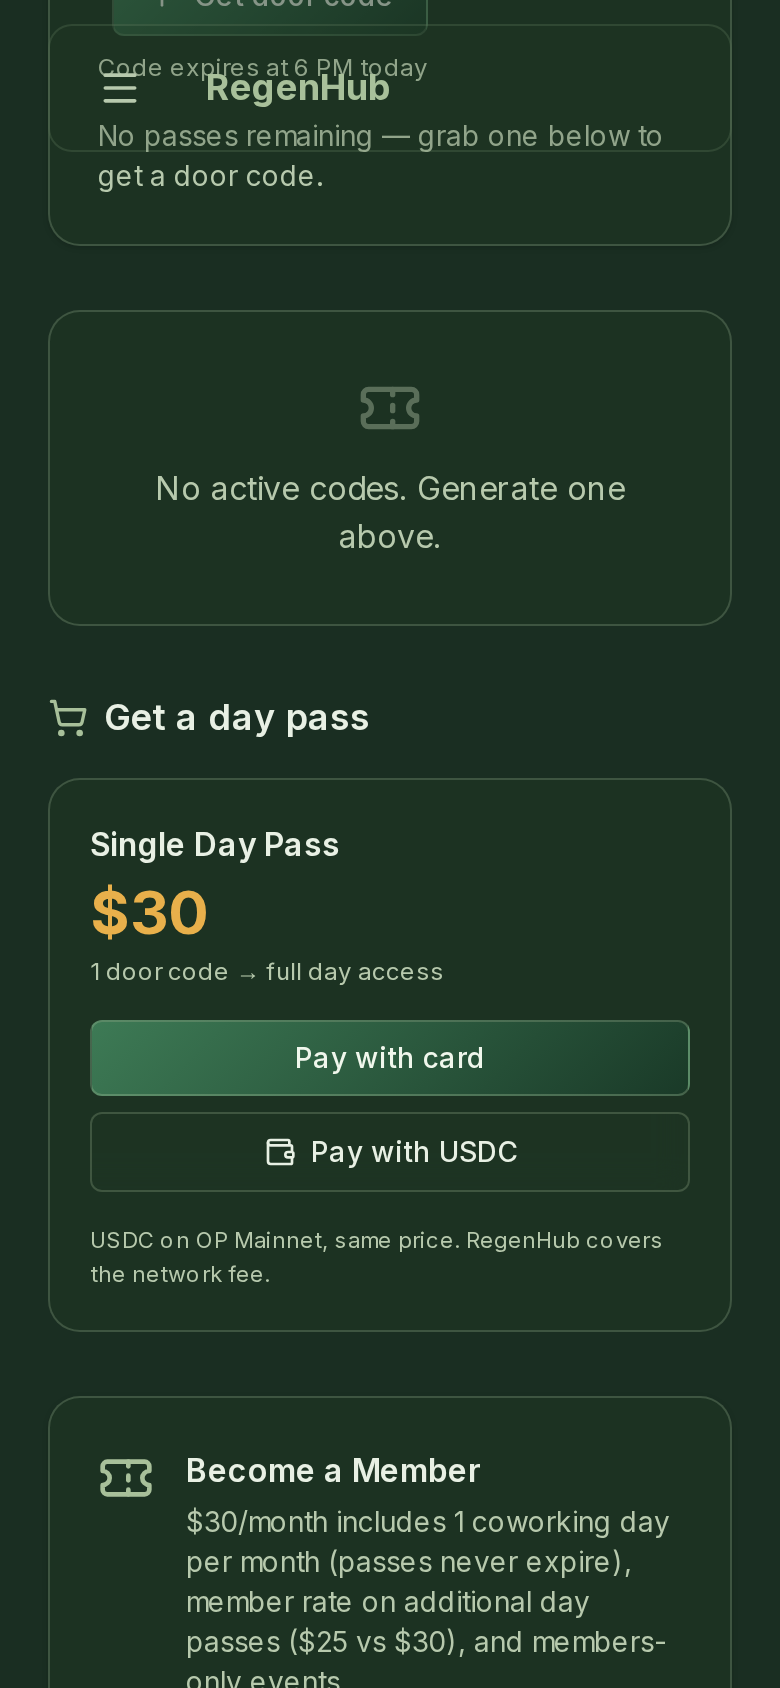 Get door code
Code expires at 6 PM today
RegenHub
No passes remaining — grab one below to
get a door code.
No active codes. Generate one
above.
Get a day pass
Single Day Pass
$30
1 door code → full day access
Pay with card
Pay with USDC
USDC on OP Mainnet, same price. RegenHub covers
the network fee.
Become a Member
$30/month includes 1 coworking day
per month (passes never expire),
member rate on additional day
passes ($25 vs $30), and members-
only events